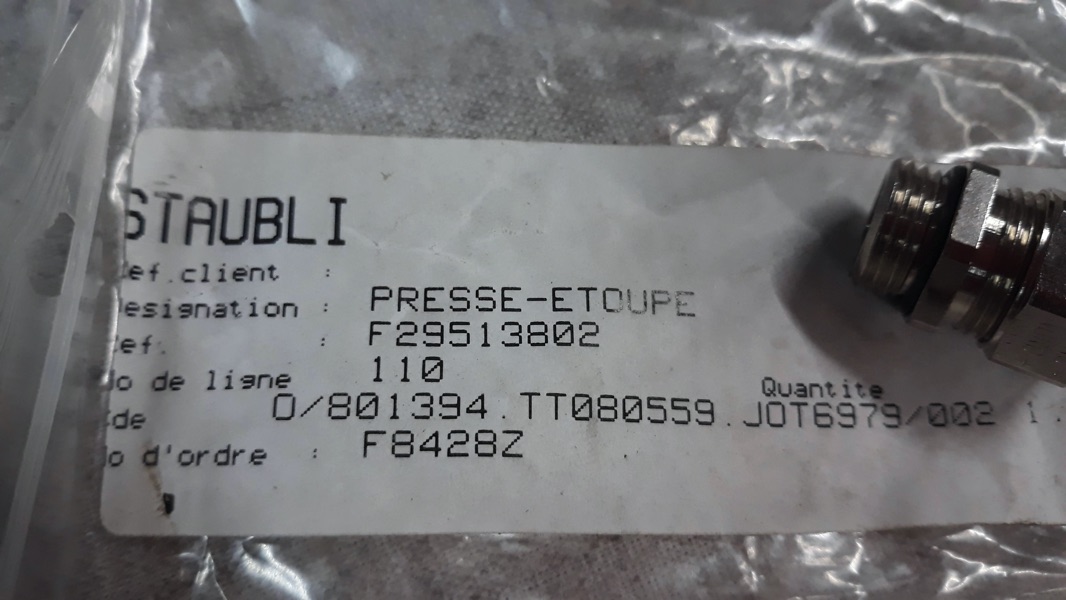 STAUBLI
ef.client :
esignation : PRESSE-ETOUPE
ef. : F29513802
o de ligne 110
Quantite
de O/801394.TT080559.JOT6979/002 1.
o d'ordre : F8428Z